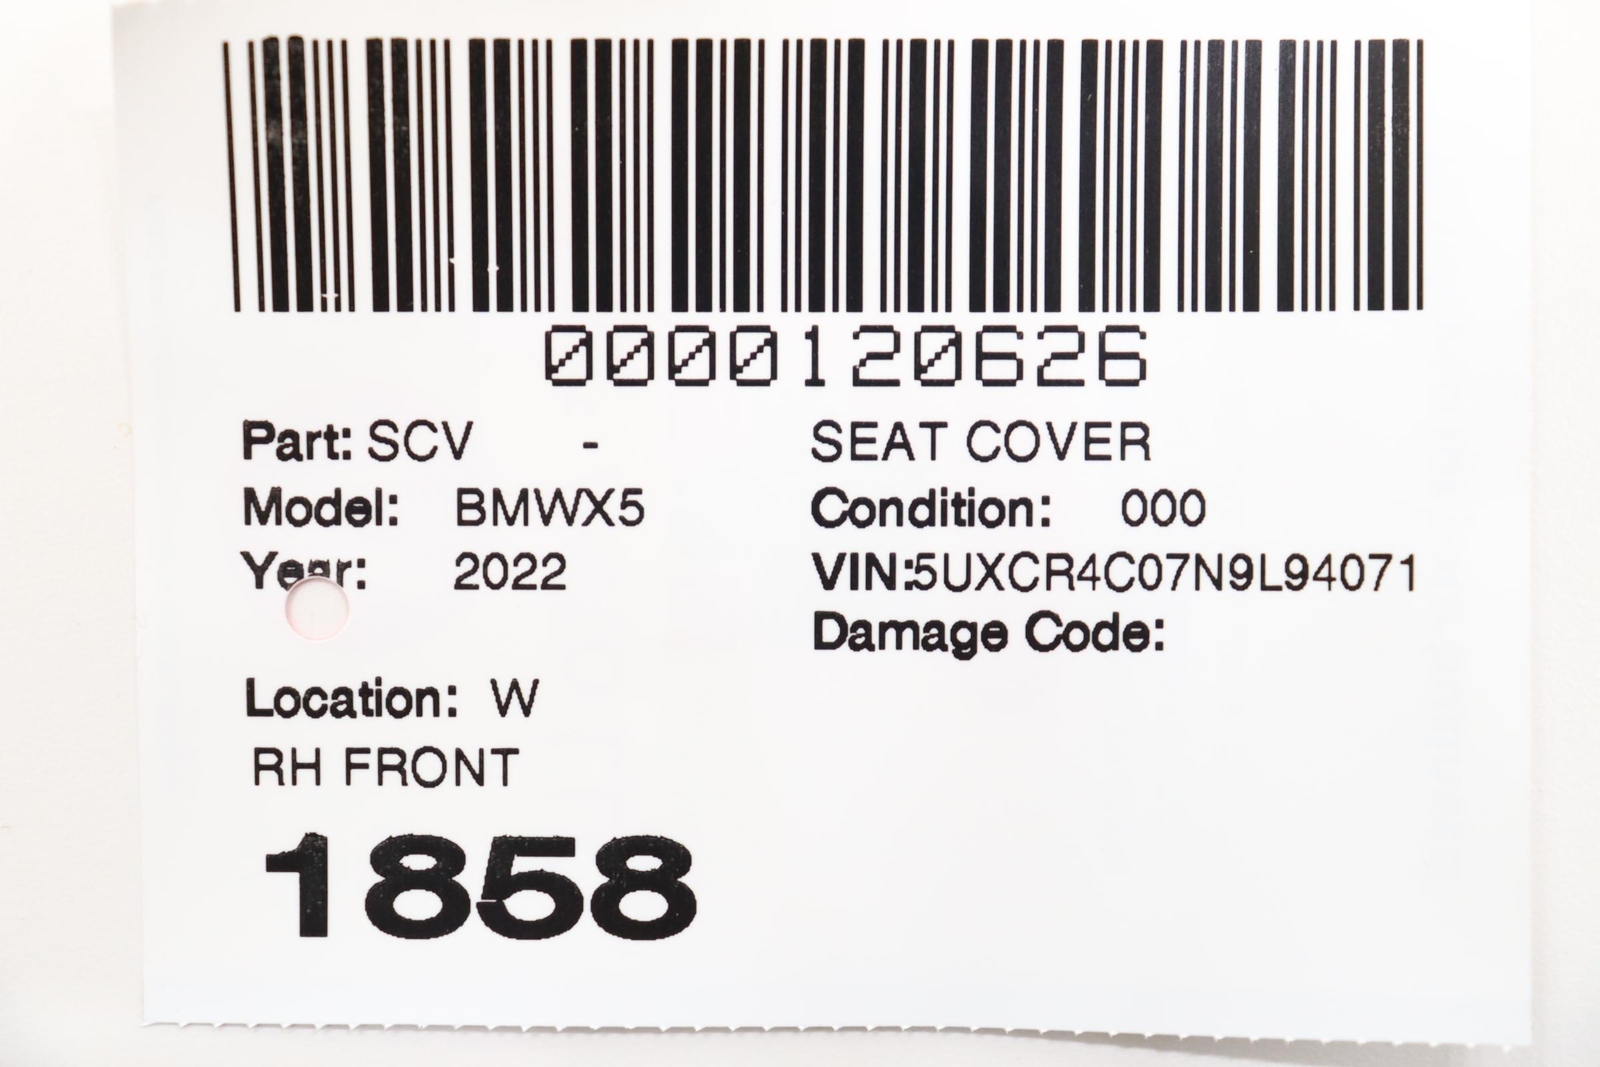 0000120626
Part: SCV - SEAT COVER
Model: BMWX5 Condition: 000
Year: 2022 VIN:5UXCR4C07N9L94071
Damage Code:
Location: W
RH FRONT
1858